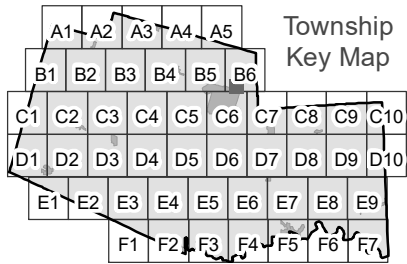 Township
Key Map
A1 A2 A3 A4 A5
B1 B2 B3 B4 B5 B6
C1 C2 C3 C4 C5 C6 C7 C8 C9 C10
D1 D2 D3 D4 D5 D6 D7 D8 D9 D10
E1 E2 E3 E4 E5 E6 E7 E8 E9
F1 F2 F3 F4 F5 F6 F7